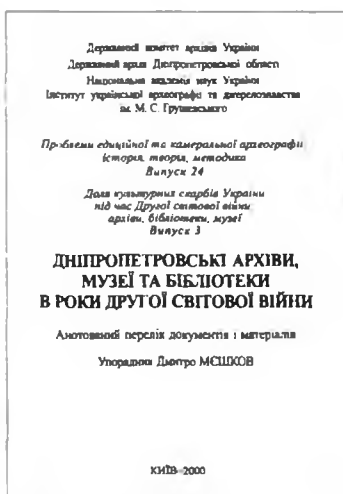 Державний комітет архівів України
Державний архів Дніпропетровської області
Національна академія наук України
Інститут української археографії та джерелознавства
ім. М. С. Грушевського
Проблеми едиційної та камеральної археографії
історія, теорія, методика
Випуск 24
Доля культурних скарбів України
під час Другої світової війни
архіви, бібліотеки, музеї
Випуск 3
ДНІПРОПЕТРОВСЬКІ АРХІВИ,
МУЗЕЇ ТА БІБЛІОТЕКИ
В РОКИ ДРУГОЇ СВІТОВОЇ ВІЙНИ
Анотований перелік документів і матеріалів
Упорядник Дмитро МЄШКОВ
КИЇВ–2000